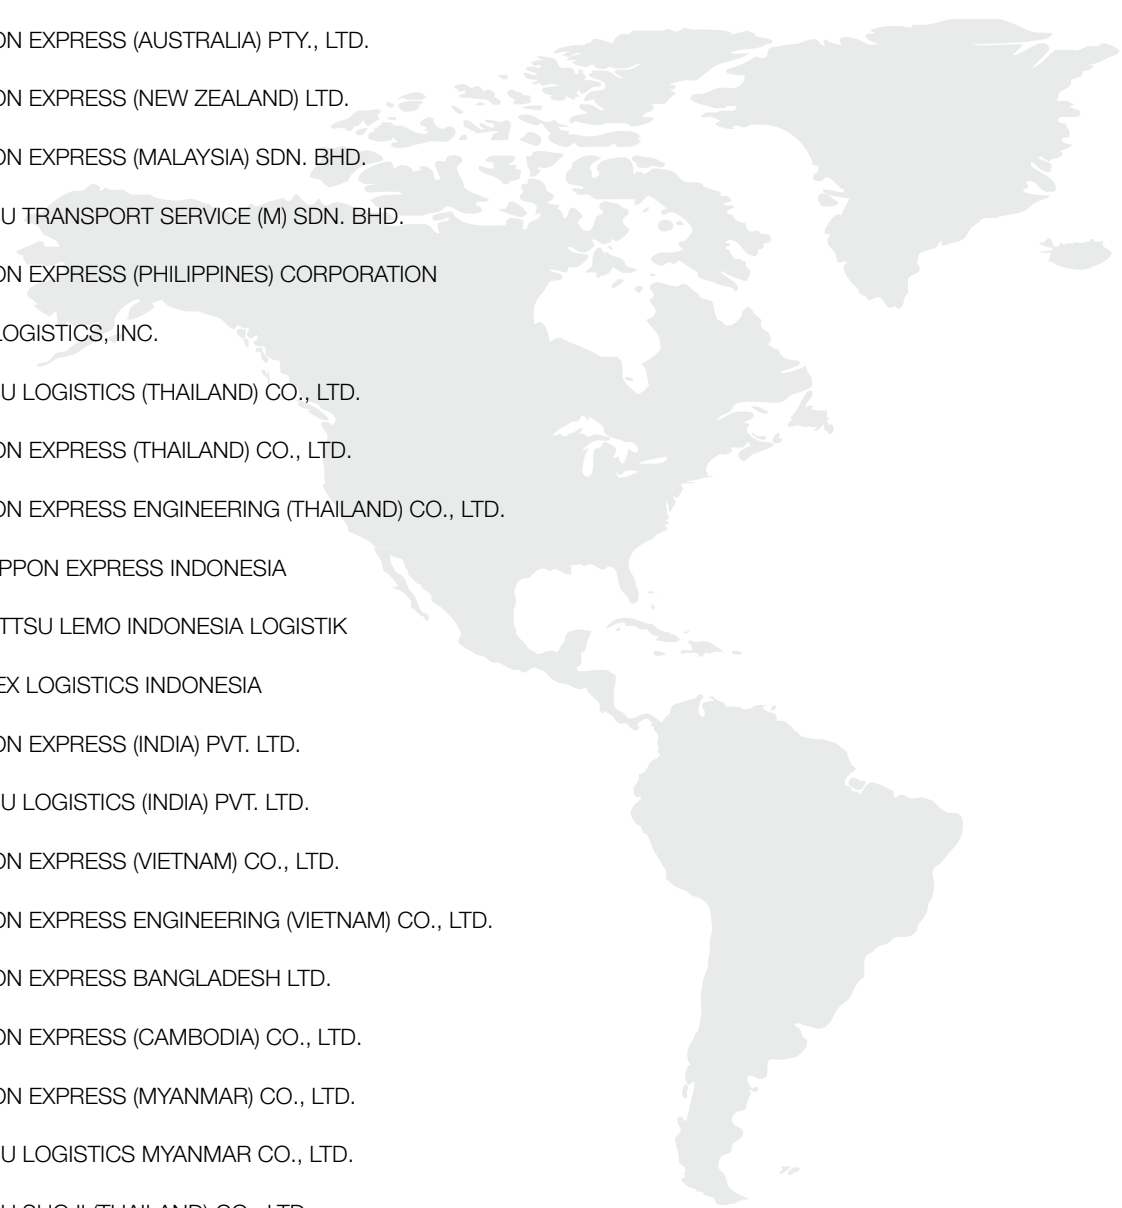 ON EXPRESS (AUSTRALIA) PTY., LTD.
ON EXPRESS (NEW ZEALAND) LTD.
ON EXPRESS (MALAYSIA) SDN. BHD.
U TRANSPORT SERVICE (M) SDN. BHD.
ON EXPRESS (PHILIPPINES) CORPORATION
LOGISTICS, INC.
U LOGISTICS (THAILAND) CO., LTD.
ON EXPRESS (THAILAND) CO., LTD.
ON EXPRESS ENGINEERING (THAILAND) CO., LTD.
PPON EXPRESS INDONESIA
TTSU LEMO INDONESIA LOGISTIK
EX LOGISTICS INDONESIA
ON EXPRESS (INDIA) PVT. LTD.
U LOGISTICS (INDIA) PVT. LTD.
ON EXPRESS (VIETNAM) CO., LTD.
ON EXPRESS ENGINEERING (VIETNAM) CO., LTD.
ON EXPRESS BANGLADESH LTD.
ON EXPRESS (CAMBODIA) CO., LTD.
ON EXPRESS (MYANMAR) CO., LTD.
U LOGISTICS MYANMAR CO., LTD.
(THAILAND) CO., LTD.